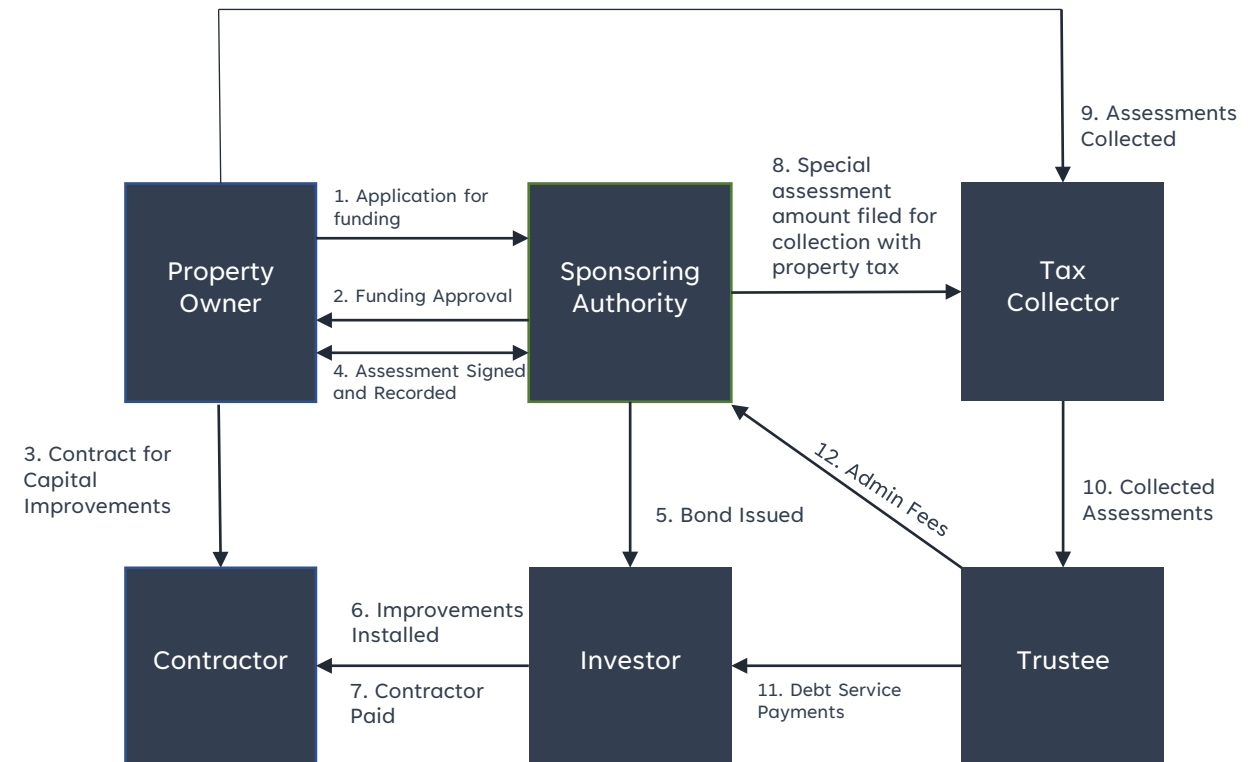 9. Assessments
Collected
8. Special
assessment
amount filed for
collection with
property tax
1. Application for
funding
Property
Owner
Sponsoring
Authority
Tax
Collector
2. Funding Approval
4. Assessment Signed
and Recorded
3. Contract for
Capital
Improvements
12. Admin Fees
10. Collected
Assessments
5. Bond Issued
6. Improvements
Installed
Contractor
Investor
Trustee
7. Contractor
Paid
11. Debt Service
Payments